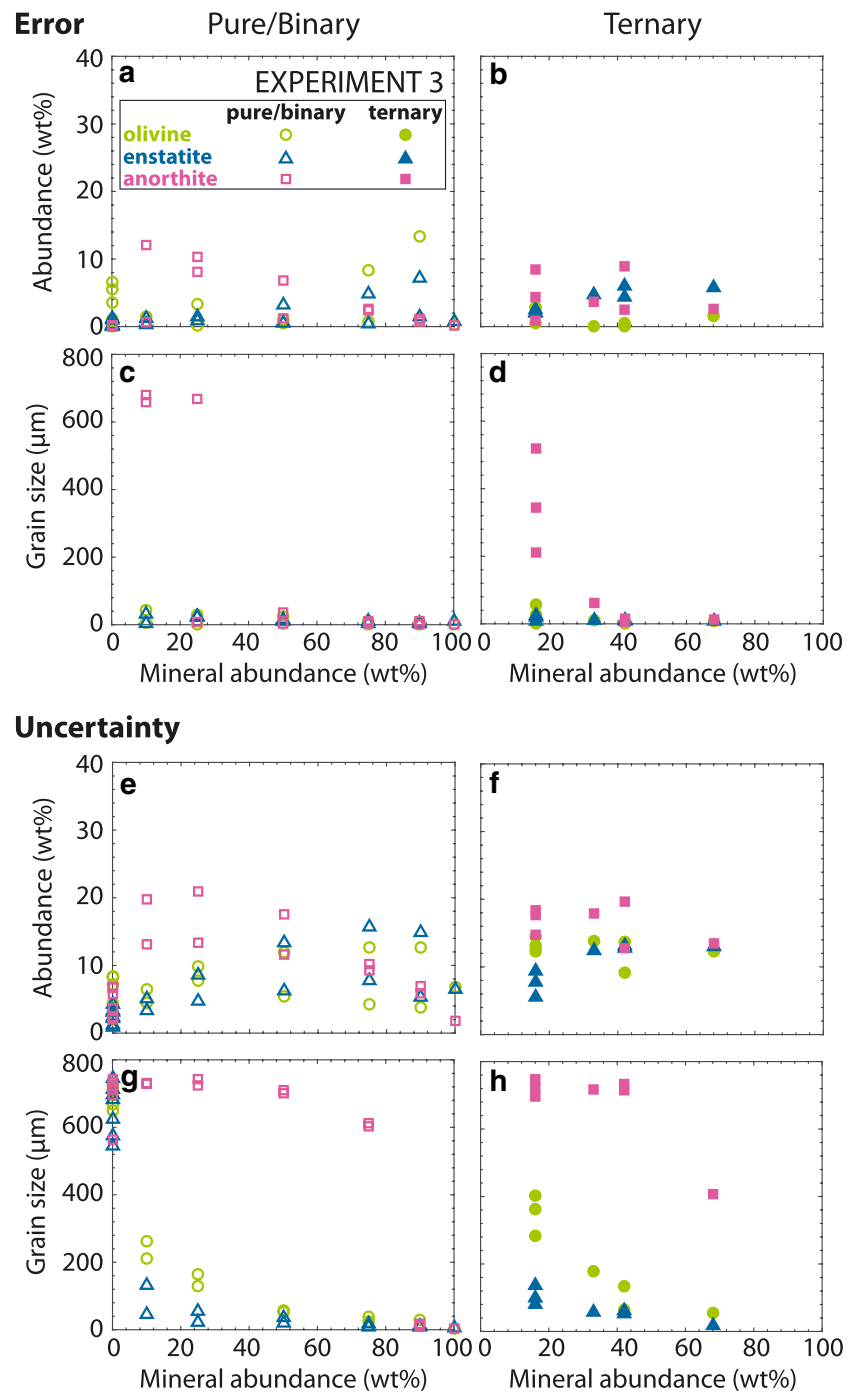 Error Pure/Binary Ternary
a b
EXPERIMENT 3
pure/binary ternary
olivine
enstatite
anorthite
Abundance (wt%)
40
30
20
10
0
c d
Grain size (µm)
800
600
400
200
0
0 20 40 60 80 100 0 20 40 60 80 100
Mineral abundance (wt%) Mineral abundance (wt%)
Uncertainty
e f
Abundance (wt%)
40
30
20
10
0
g h
Grain size (µm)
800
600
400
200
0
0 20 40 60 80 100 0 20 40 60 80 100
Mineral abundance (wt%) Mineral abundance (wt%)